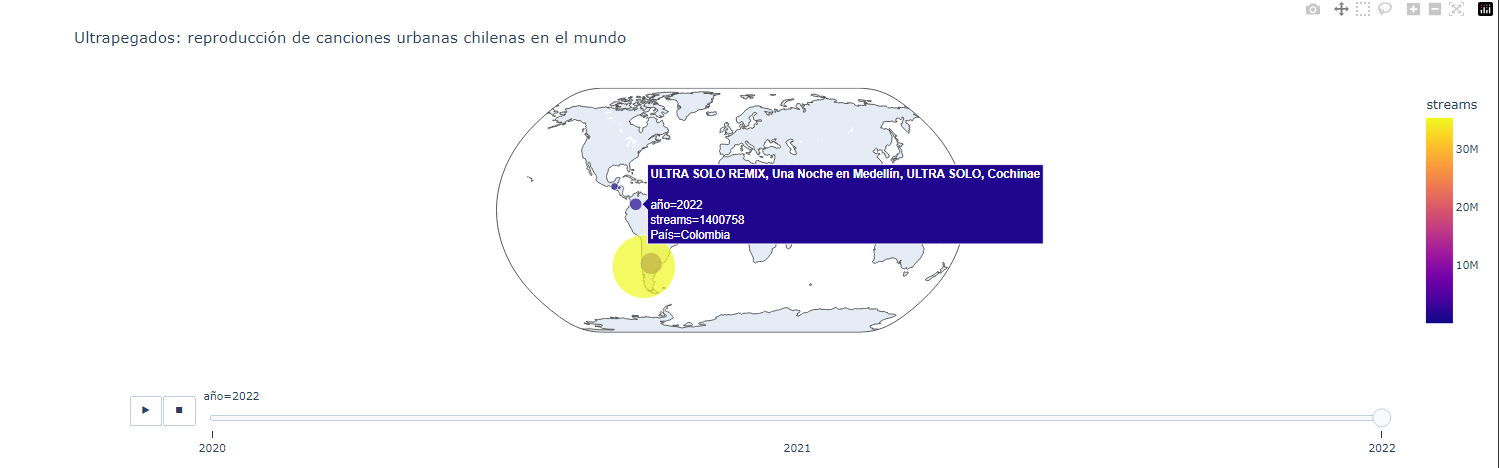 Ultrapegados: reproducción de canciones urbanas chilenas en el mundo
streams
30M
20M
10M
ULTRA SOLO REMIX, Una Noche en Medellín, ULTRA SOLO, Cochinae
año=2022
streams=1400758
País=Colombia
año=2022
2020
2021
2022